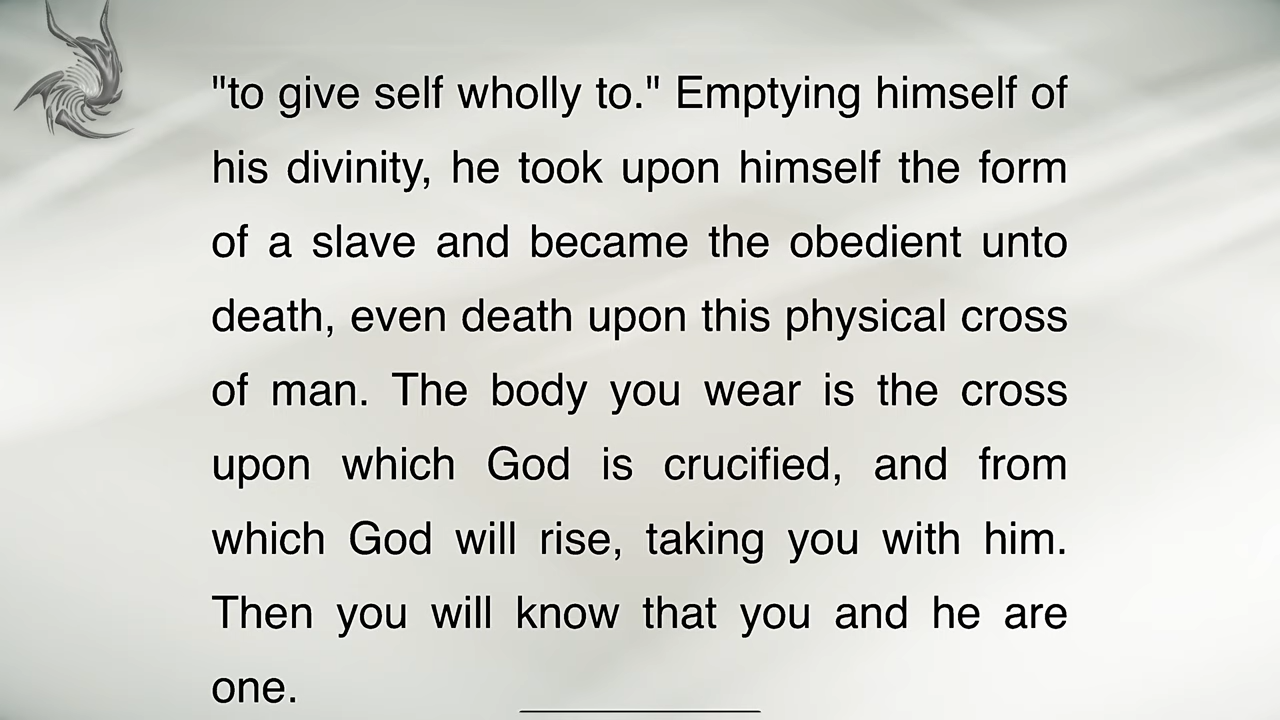 "to give self wholly to." Emptying himself of
his divinity, he took upon himself the form
of a slave and became the obedient unto
death, even death upon this physical cross
of man. The body you wear is the cross
upon which God is crucified, and from
which God will rise, taking you with him.
Then you will know that you and he are
one.